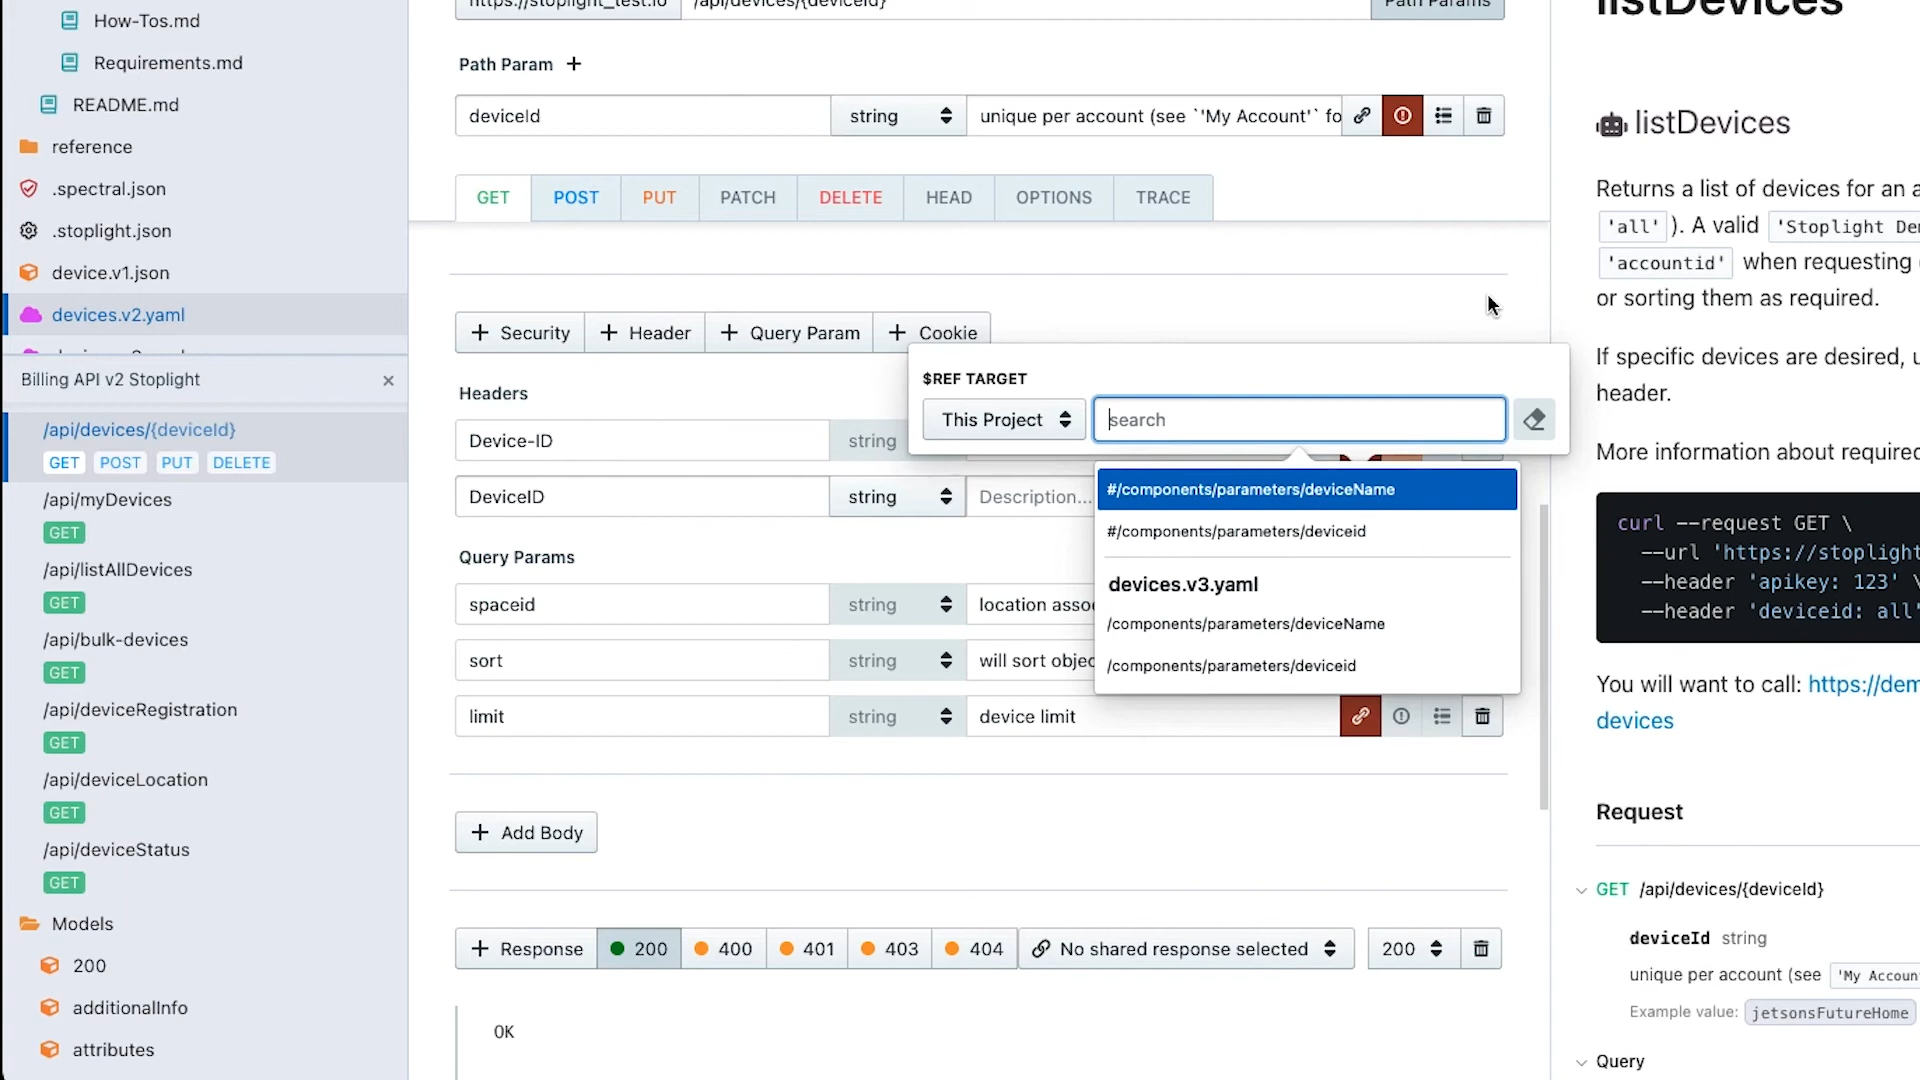 How-Tos.md
Requirements.md
README.md
reference
.spectral.json
.stoplight.json
device.v1.json
devices.v2.yaml
Billing API v2 Stoplight
/api/devices/{deviceId}
GET POST PUT DELETE
/api/myDevices
GET
/api/listAllDevices
GET
/api/bulk-devices
GET
/api/deviceRegistration
GET
/api/deviceLocation
GET
/api/deviceStatus
GET
Models
200
additionalInfo
attributes
https://stoplight_test.io /api/devices/{deviceId} Path Params
Path Param +
deviceId string unique per account (see `'My Account'` fo
GET POST PUT PATCH DELETE HEAD OPTIONS TRACE
+ Security + Header + Query Param + Cookie
Headers
Device-ID string
DeviceID string Description...
Query Params
spaceid string location asso
sort string will sort objec
limit string device limit
$REF TARGET
This Project search
#/components/parameters/deviceName
#/components/parameters/deviceid
devices.v3.yaml
/components/parameters/deviceName
/components/parameters/deviceid
+ Add Body
+ Response 200 400 401 403 404 No shared response selected 200
OK
listDevices
listDevices
Returns a list of devices for an a
'all' ). A valid 'Stoplight De
'accountid' when requesting
or sorting them as required.
If specific devices are desired, u
header.
More information about required
curl --request GET \
--url 'https://stoplight
--header 'apikey: 123' \
--header 'deviceid: all'
You will want to call: https://dem
devices
Request
GET /api/devices/{deviceId}
deviceId string
unique per account (see 'My Accoun
Example value: jetsonsFutureHome
Query